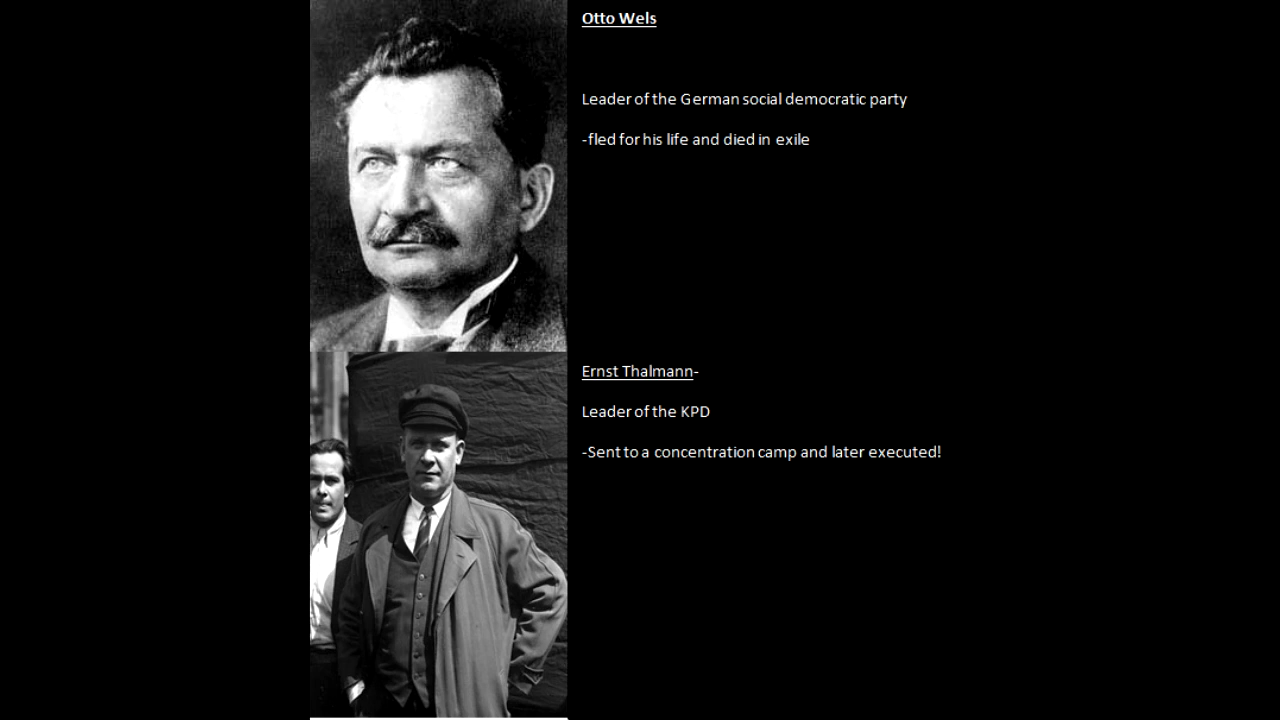 Otto Wels
Leader of the German social democratic party
-fled for his life and died in exile
Ernst Thalmann-
Leader of the KPD
-Sent to a concentration camp and later executed!